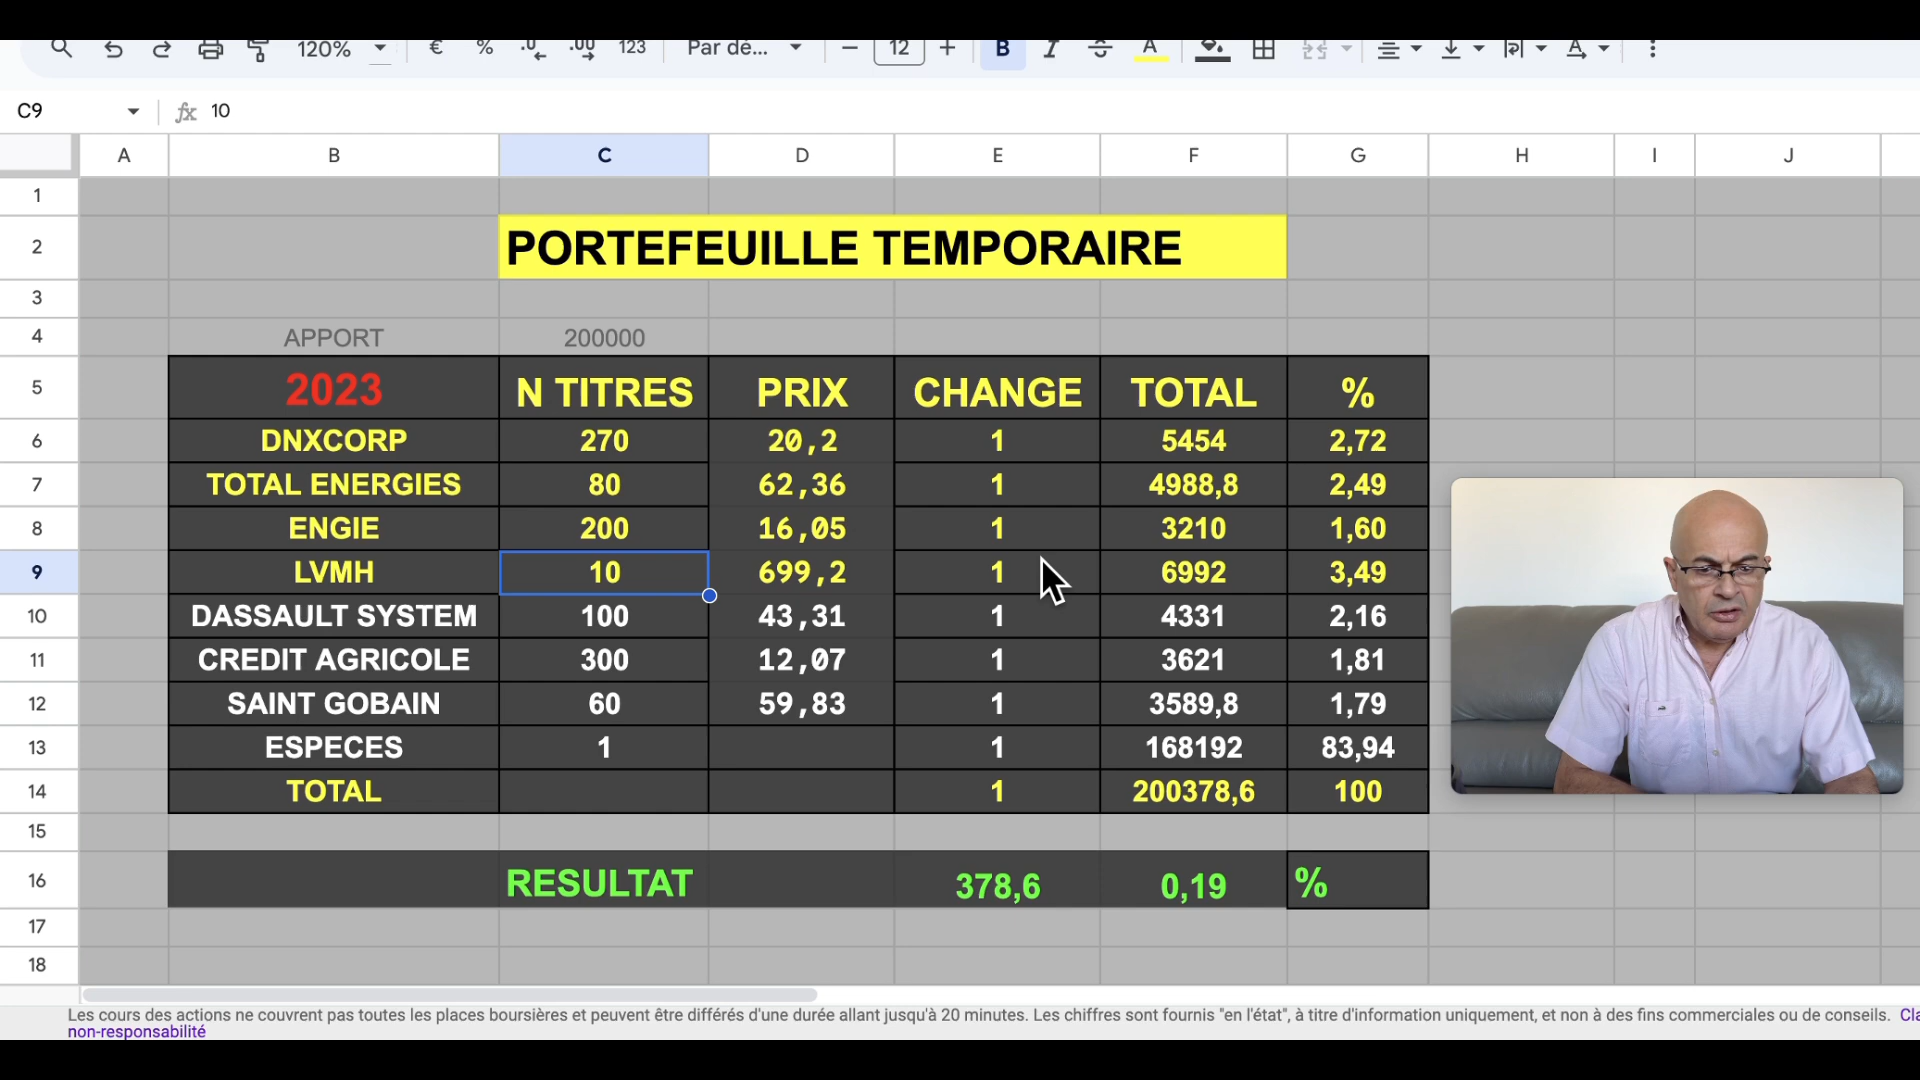 120% € % .0 .00 123 Par dé... 12 B I A A
C9 fx 10
A B C D E F G H I J
1
2 PORTEFEUILLE TEMPORAIRE
3
4 APPORT 200000
5 2023 N TITRES PRIX CHANGE TOTAL %
6 DNXCORP 270 20,2 1 5454 2,72
7 TOTAL ENERGIES 80 62,36 1 4988,8 2,49
8 ENGIE 200 16,05 1 3210 1,60
9 LVMH 10 699,2 1 6992 3,49
10 DASSAULT SYSTEM 100 43,31 1 4331 2,16
11 CREDIT AGRICOLE 300 12,07 1 3621 1,81
12 SAINT GOBAIN 60 59,83 1 3589,8 1,79
13 ESPECES 1 1 168192 83,94
14 TOTAL 1 200378,6 100
15
16 RESULTAT 378,6 0,19 %
17
18
Les cours des actions ne couvrent pas toutes les places boursières et peuvent être différés d'une durée allant jusqu'à 20 minutes. Les chiffres sont fournis "en l'état", à titre d'information uniquement, et non à des fins commerciales ou de conseils. Cla
non-responsabilité